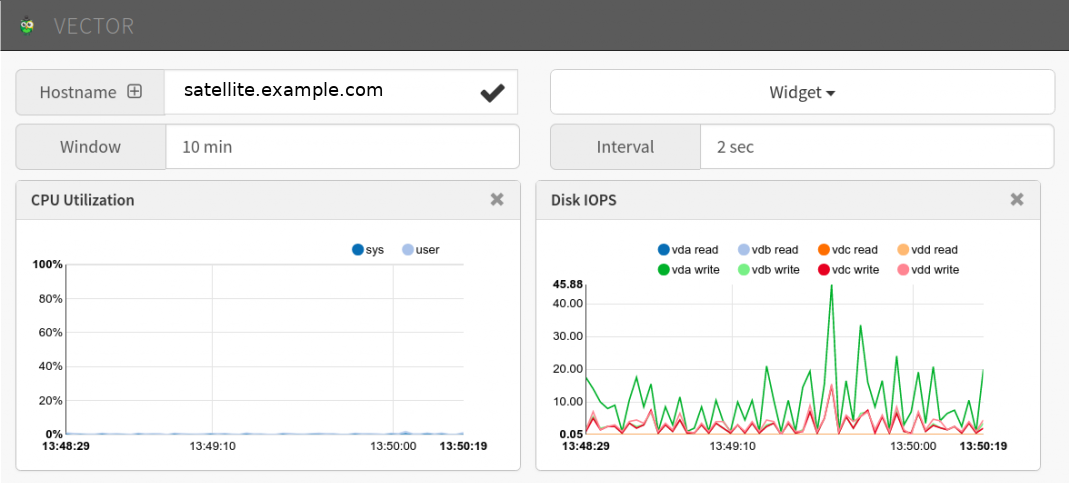 VECTOR
Hostname satellite.example.com Widget
Window 10 min Interval 2 sec
CPU Utilization
sys user
100%
80%
60%
40%
20%
0%
13:48:29 13:49:10 13:50:00 13:50:19
Disk IOPS
vda read vdb read vdc read vdd read
vda write vdb write vdc write vdd write
45.88
40.00
30.00
20.00
10.00
0.05
13:48:29 13:49:10 13:50:00 13:50:19